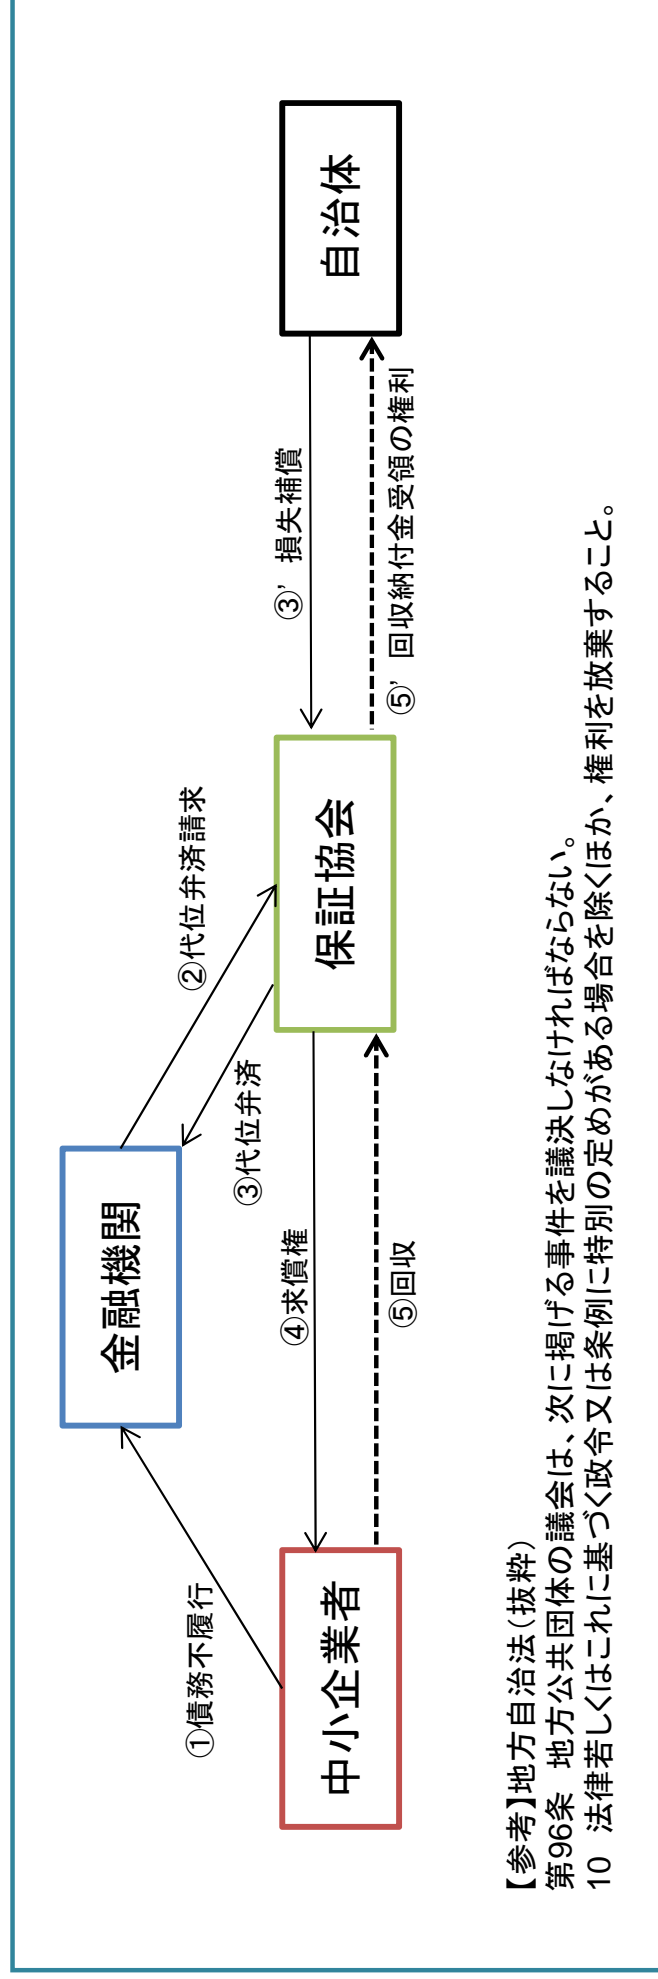 ①債務不履行
金融機関
②代位弁済請求
③代位弁済
中小企業者
④求償権
⑤回収
保証協会
③’ 損失補償
⑤’ 回収納付金受領の権利
自治体
【参考】地方自治法（抜粋）
第96条　地方公共団体の議会は、次に掲げる事件を議決しなければならない。
10　法律若しくはこれに基づく政令又は条例に特別の定めがある場合を除くほか、権利を放棄すること。